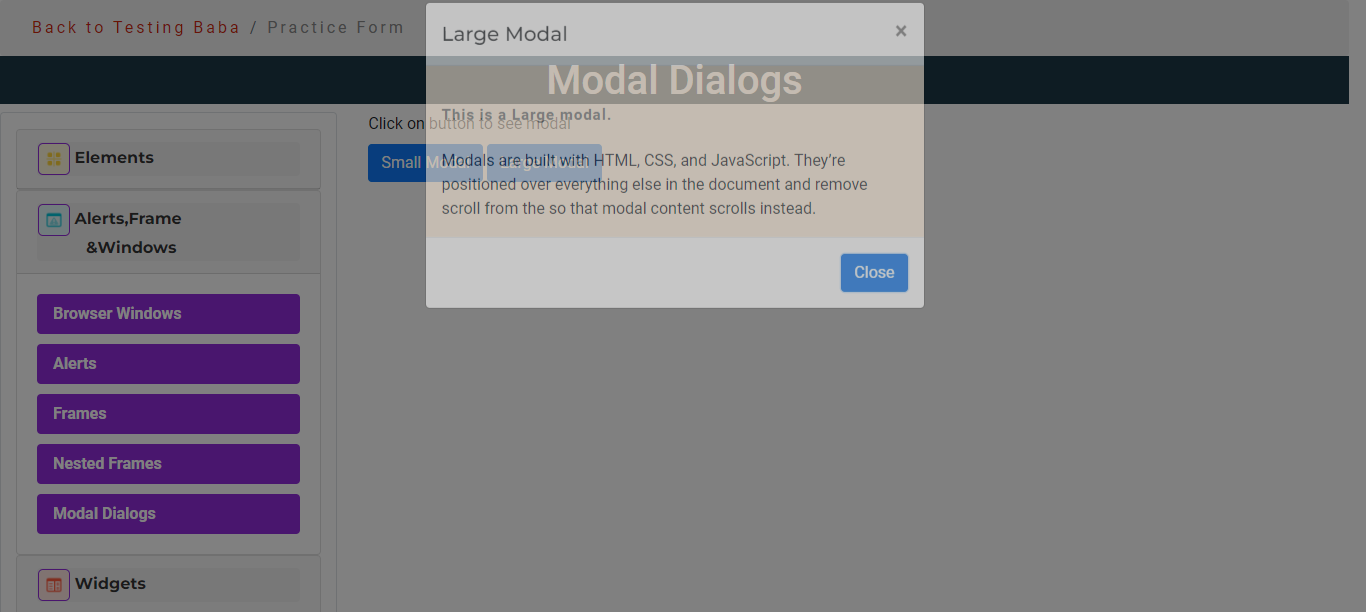 Back to Testing Baba / Practice Form
Large Modal
×
Modal Dialogs
This is a Large modal.
Click on button to see modal
Small Modal
Large Modal
Modals are built with HTML, CSS, and JavaScript. They’re
positioned over everything else in the document and remove
scroll from the so that modal content scrolls instead.
Close
Elements
Alerts,Frame
&Windows
Browser Windows
Alerts
Frames
Nested Frames
Modal Dialogs
Widgets